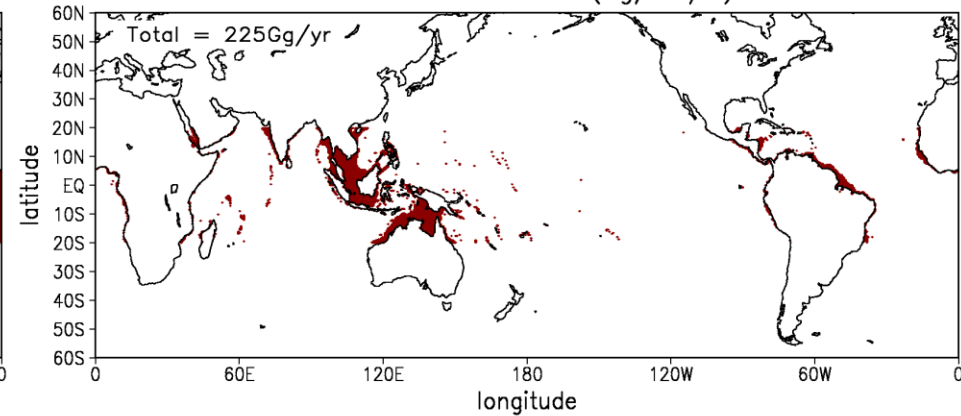 Total = 225Gg/yr
60N
50N
40N
30N
20N
10N
EQ
10S
20S
30S
40S
50S
60S
latitude
0 60E 120E 180 120W 60W 0
longitude